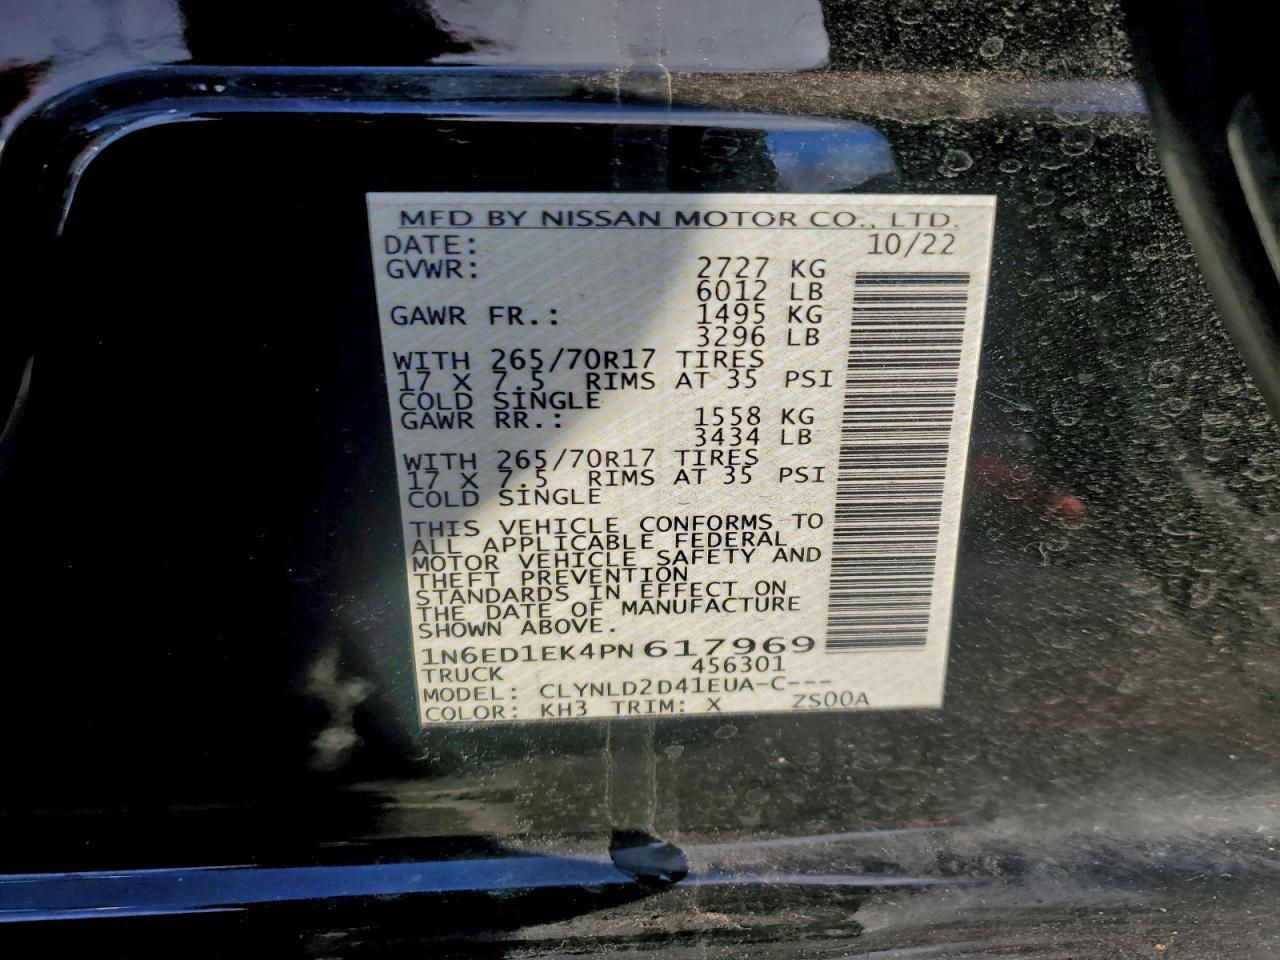 MFD BY NISSAN MOTOR CO., LTD.
DATE: 10/22
GVWR: 2727 KG
6012 LB
GAWR FR.: 1495 KG
3296 LB
WITH 265/70R17 TIRES
17 X 7.5 RIMS AT 35 PSI
COLD SINGLE
GAWR RR.: 1558 KG
3434 LB
WITH 265/70R17 TIRES
17 X 7.5 RIMS AT 35 PSI
COLD SINGLE
THIS VEHICLE CONFORMS TO
ALL APPLICABLE FEDERAL
MOTOR VEHICLE SAFETY AND
THEFT PREVENTION
STANDARDS IN EFFECT ON
THE DATE OF MANUFACTURE
SHOWN ABOVE.
1N6ED1EK4PN617969
TRUCK 456301
MODEL: CLYNLD2D41EUA-C---
COLOR: KH3 TRIM: X ZS00A